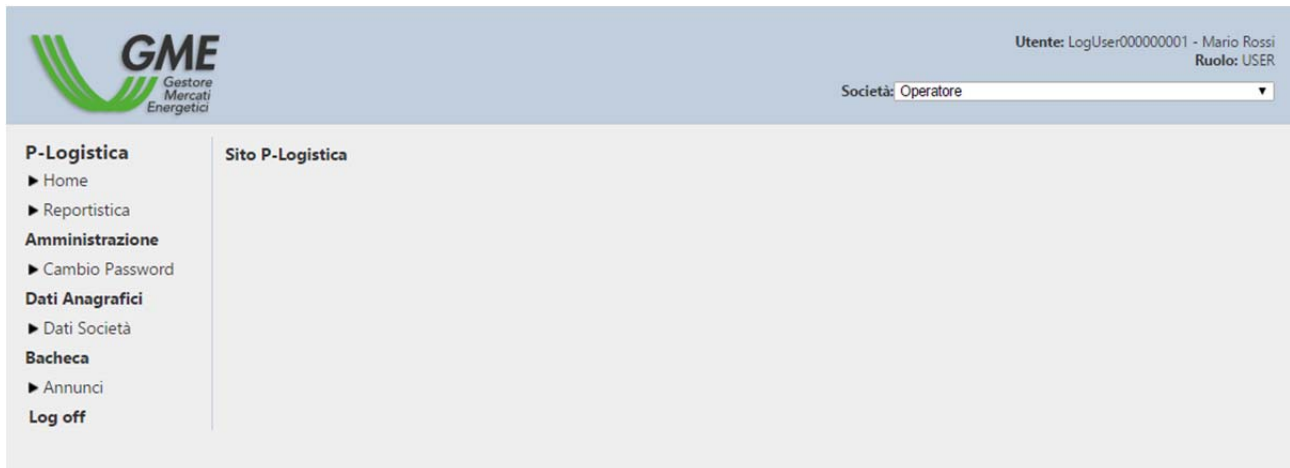 GME
Gestore
Mercati
Energetici
Utente: LogUser000000001 - Mario Rossi
Ruolo: USER
Società: Operatore
P-Logistica
Home
Reportistica
Amministrazione
Cambio Password
Dati Anagrafici
Dati Società
Bacheca
Annunci
Log off
Sito P-Logistica